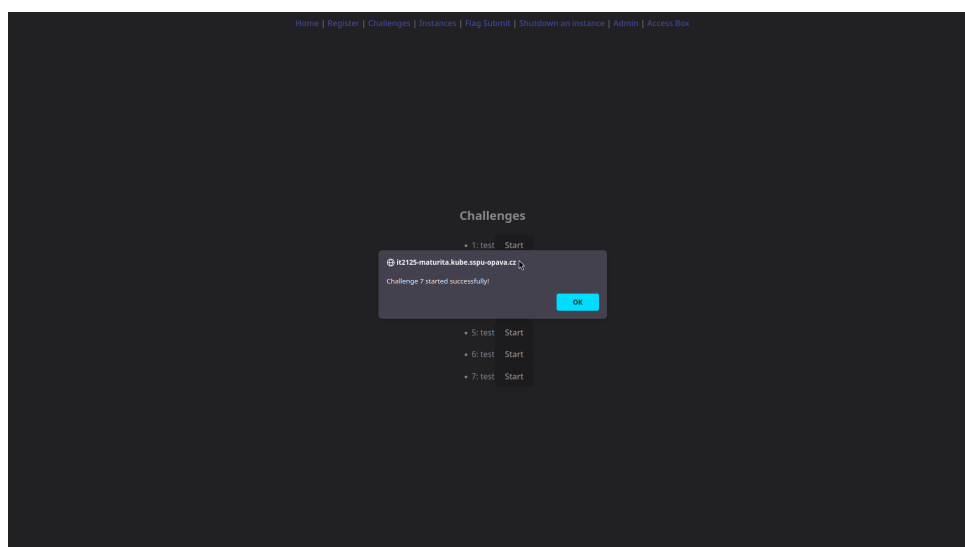 Home | Register | Challenges | Instances | Flag Submit | Shutdown an instance | Admin | Access Box
Challenges
• 1: test Start
it2125-maturita.kube.sspu-opava.cz
Challenge 7 started successfully!
OK
• 5: test Start
• 6: test Start
• 7: test Start